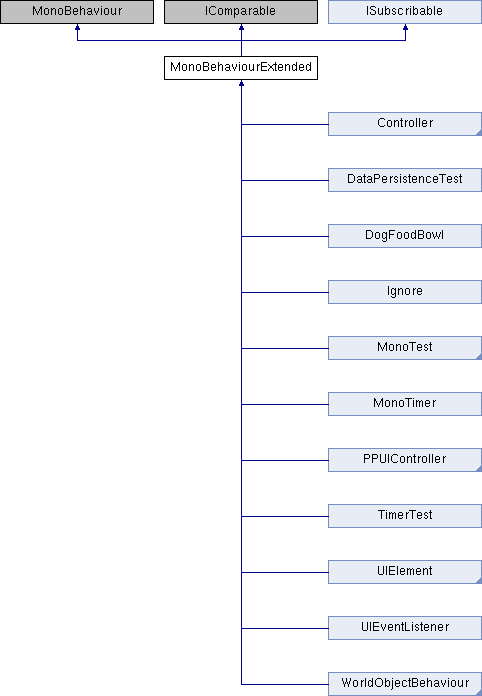 MonoBehaviour
IComparable
ISubscribable
MonoBehaviourExtended
Controller
DataPersistenceTest
DogFoodBowl
Ignore
MonoTest
MonoTimer
PPUIController
TimerTest
UIElement
UIEventListener
WorldObjectBehaviour